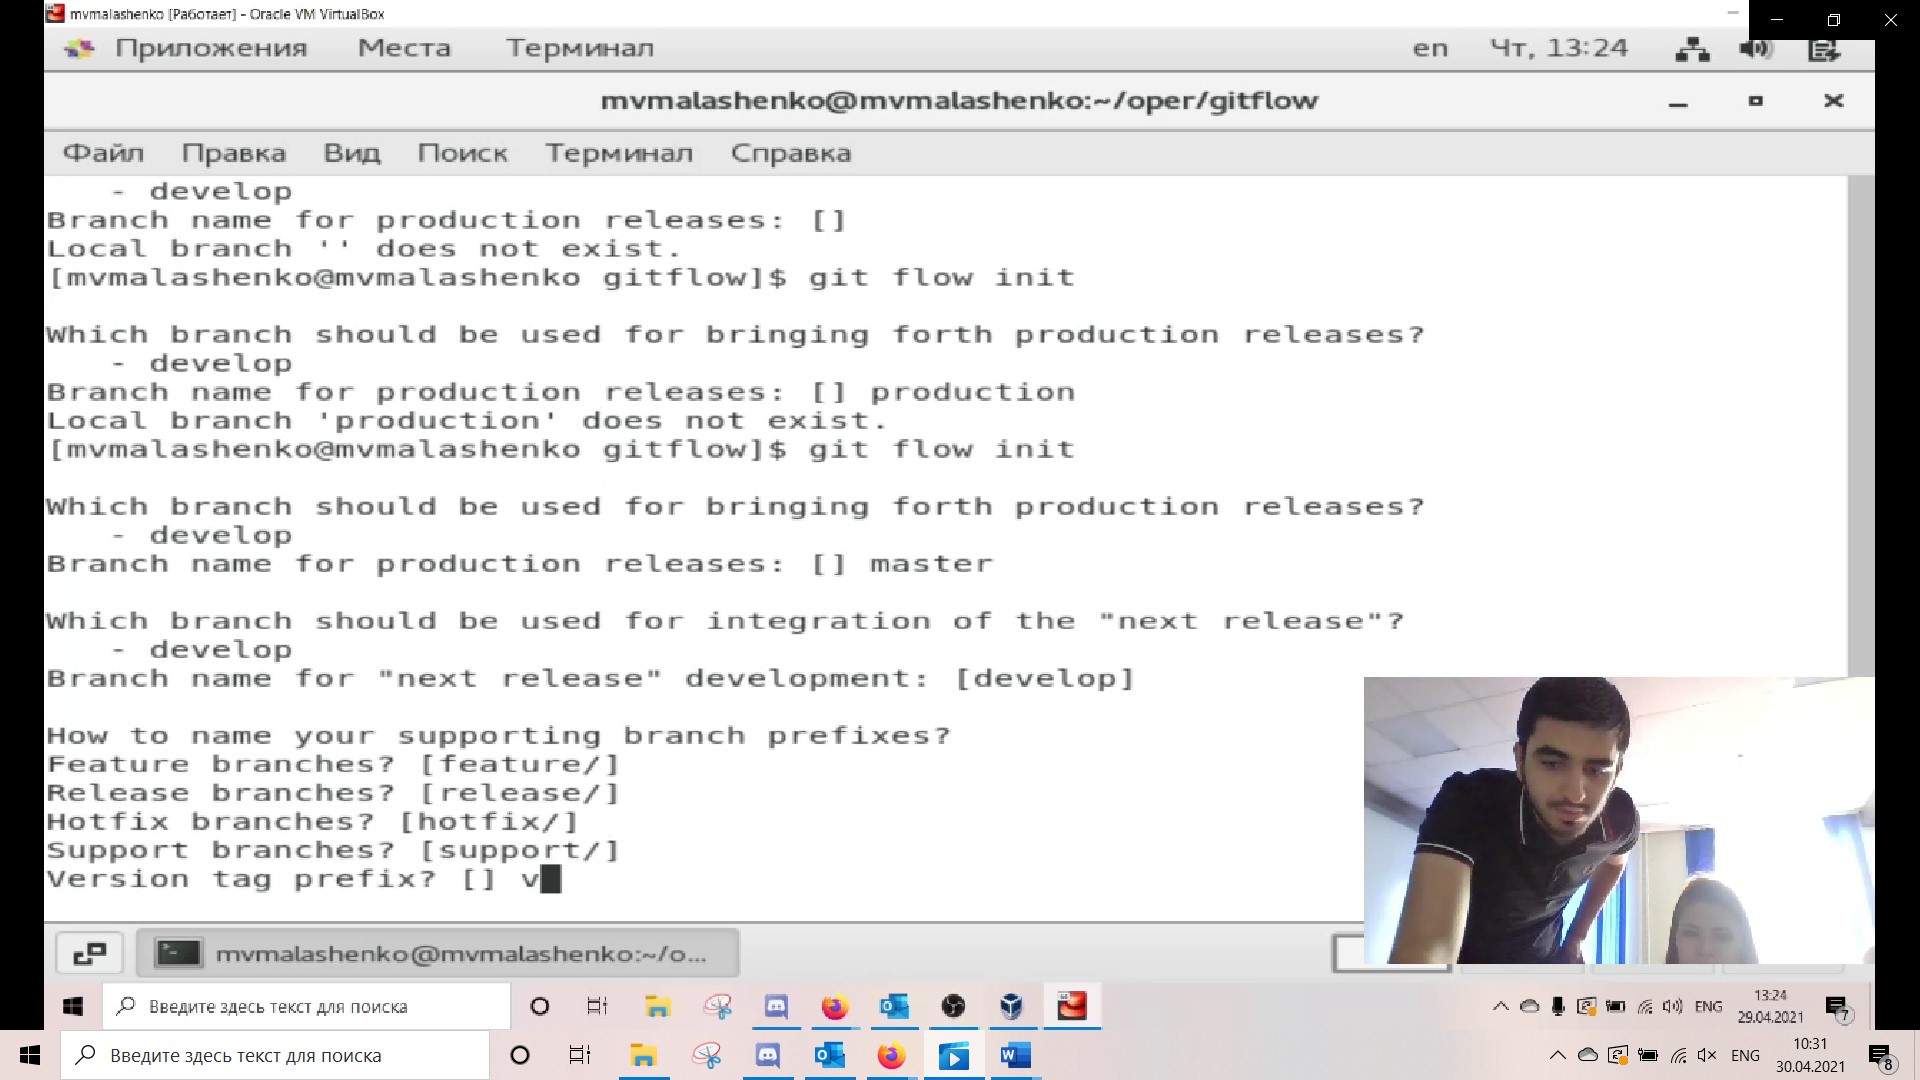 mvmalashenko [Работает] - Oracle VM VirtualBox
Приложения Места Терминал en Чт, 13:24
mvmalashenko@mvmalashenko:~/oper/gitflow
Файл Правка Вид Поиск Терминал Справка
- develop
Branch name for production releases: []
Local branch '' does not exist.
[mvmalashenko@mvmalashenko gitflow]$ git flow init
Which branch should be used for bringing forth production releases?
- develop
Branch name for production releases: [] production
Local branch 'production' does not exist.
[mvmalashenko@mvmalashenko gitflow]$ git flow init
Which branch should be used for bringing forth production releases?
- develop
Branch name for production releases: [] master
Which branch should be used for integration of the "next release"?
- develop
Branch name for "next release" development: [develop]
How to name your supporting branch prefixes?
Feature branches? [feature/]
Release branches? [release/]
Hotfix branches? [hotfix/]
Support branches? [support/]
Version tag prefix? [] v
mvmalashenko@mvmalashenko:~/o...
Введите здесь текст для поиска ENG 13:24 7
29.04.2021
Введите здесь текст для поиска ENG 10:31 8
30.04.2021